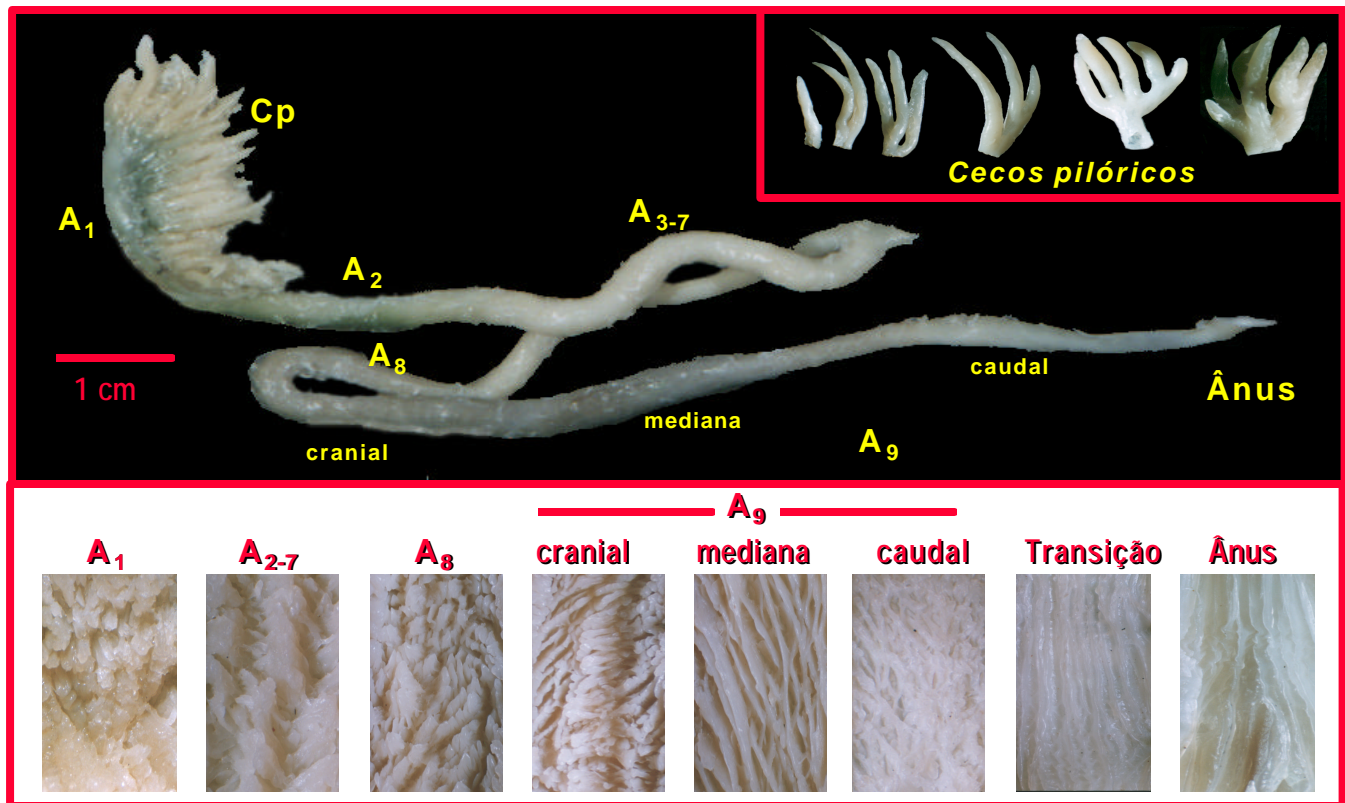 Cp
Cecos pilóricos
A1
A3-7
A2
A8
1 cm
caudal
Ânus
mediana
A9
cranial
A9
A1 A2-7 A8 cranial mediana caudal Transição Ânus